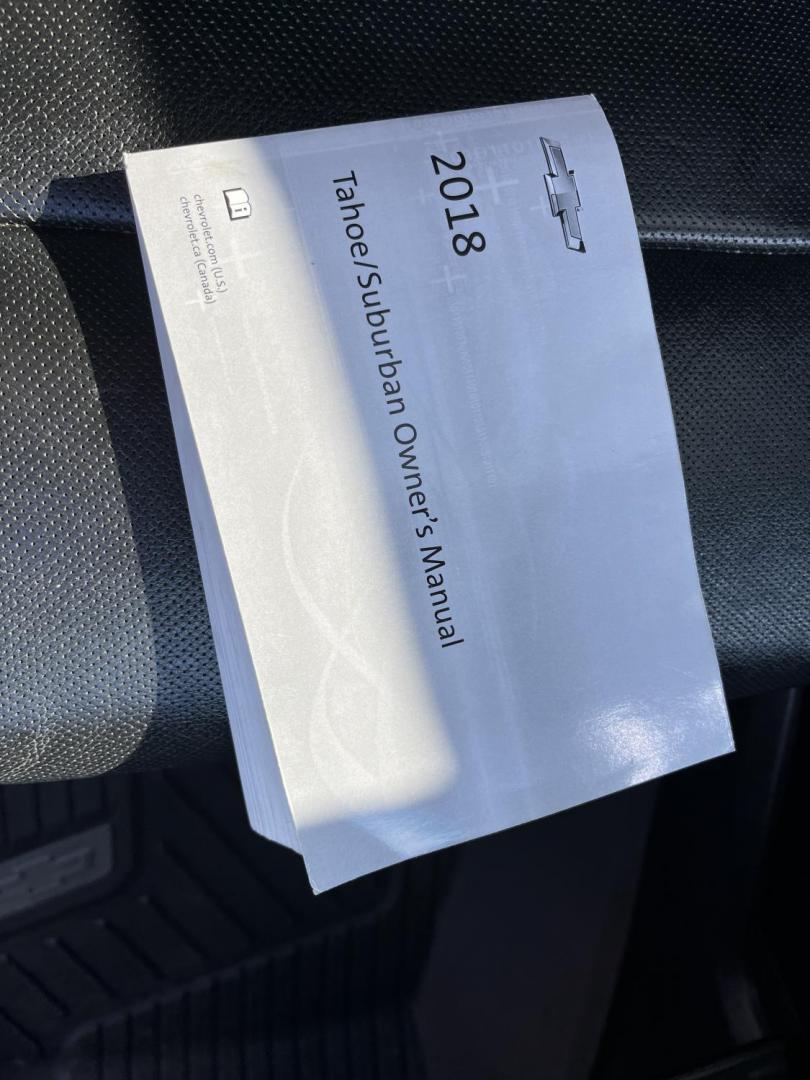 2018
Tahoe/Suburban Owner's Manual
chevrolet.com (U.S.)
chevrolet.ca (Canada)